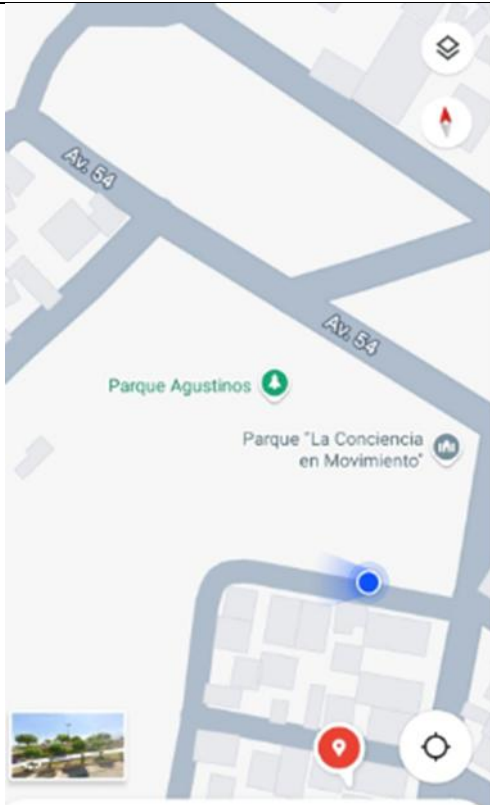 Av. 54
Av. 54
Parque Agustinos
Parque "La Conciencia
en Movimiento"